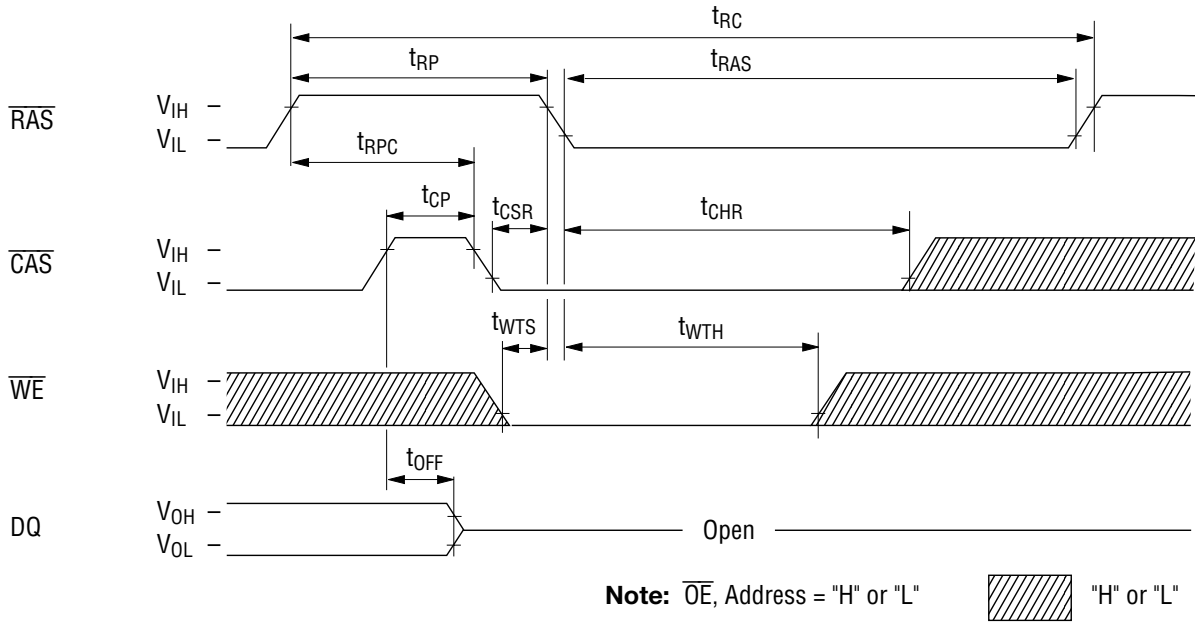 tRC
tRP
tRAS
RAS
VIH
VIL
tRPC
tCP
tCSR
tCHR
CAS
VIH
VIL
tWTS
tWTH
WE
VIH
VIL
tOFF
DQ
VOH
VOL
Open
Note: OE, Address = "H" or "L"
"H" or "L"